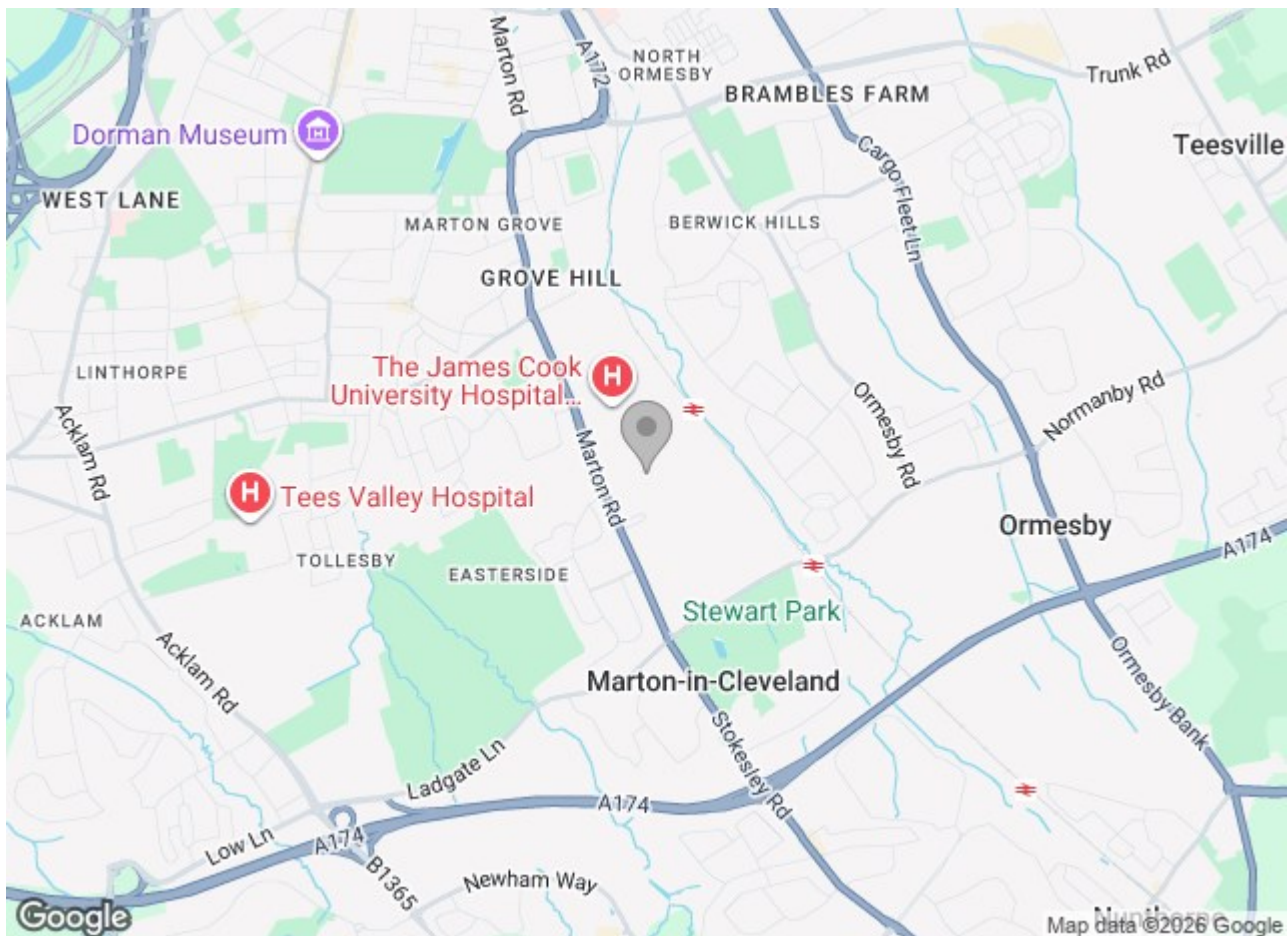 Marton Rd
A172
NORTH
ORMESBY
Trunk Rd
BRAMBLES FARM
Dorman Museum
Teesville
Cargo Fleet Ln
WEST LANE
MARTON GROVE
BERWICK HILLS
GROVE HILL
The James Cook
University Hospital...
LINTHORPE
Acklam Rd
Ormesby Rd
Normanby Rd
Marton Rd
Tees Valley Hospital
Ormesby
A174
TOLLESBY
EASTERSIDE
Stewart Park
ACKLAM
Acklam Rd
Marton-in-Cleveland
Ormesby Bank
Stokesley Rd
Ladgate Ln
A174
Low Ln
A174
B1365
Newham Way
Nunthorpe
Google
Map data ©2026 Google